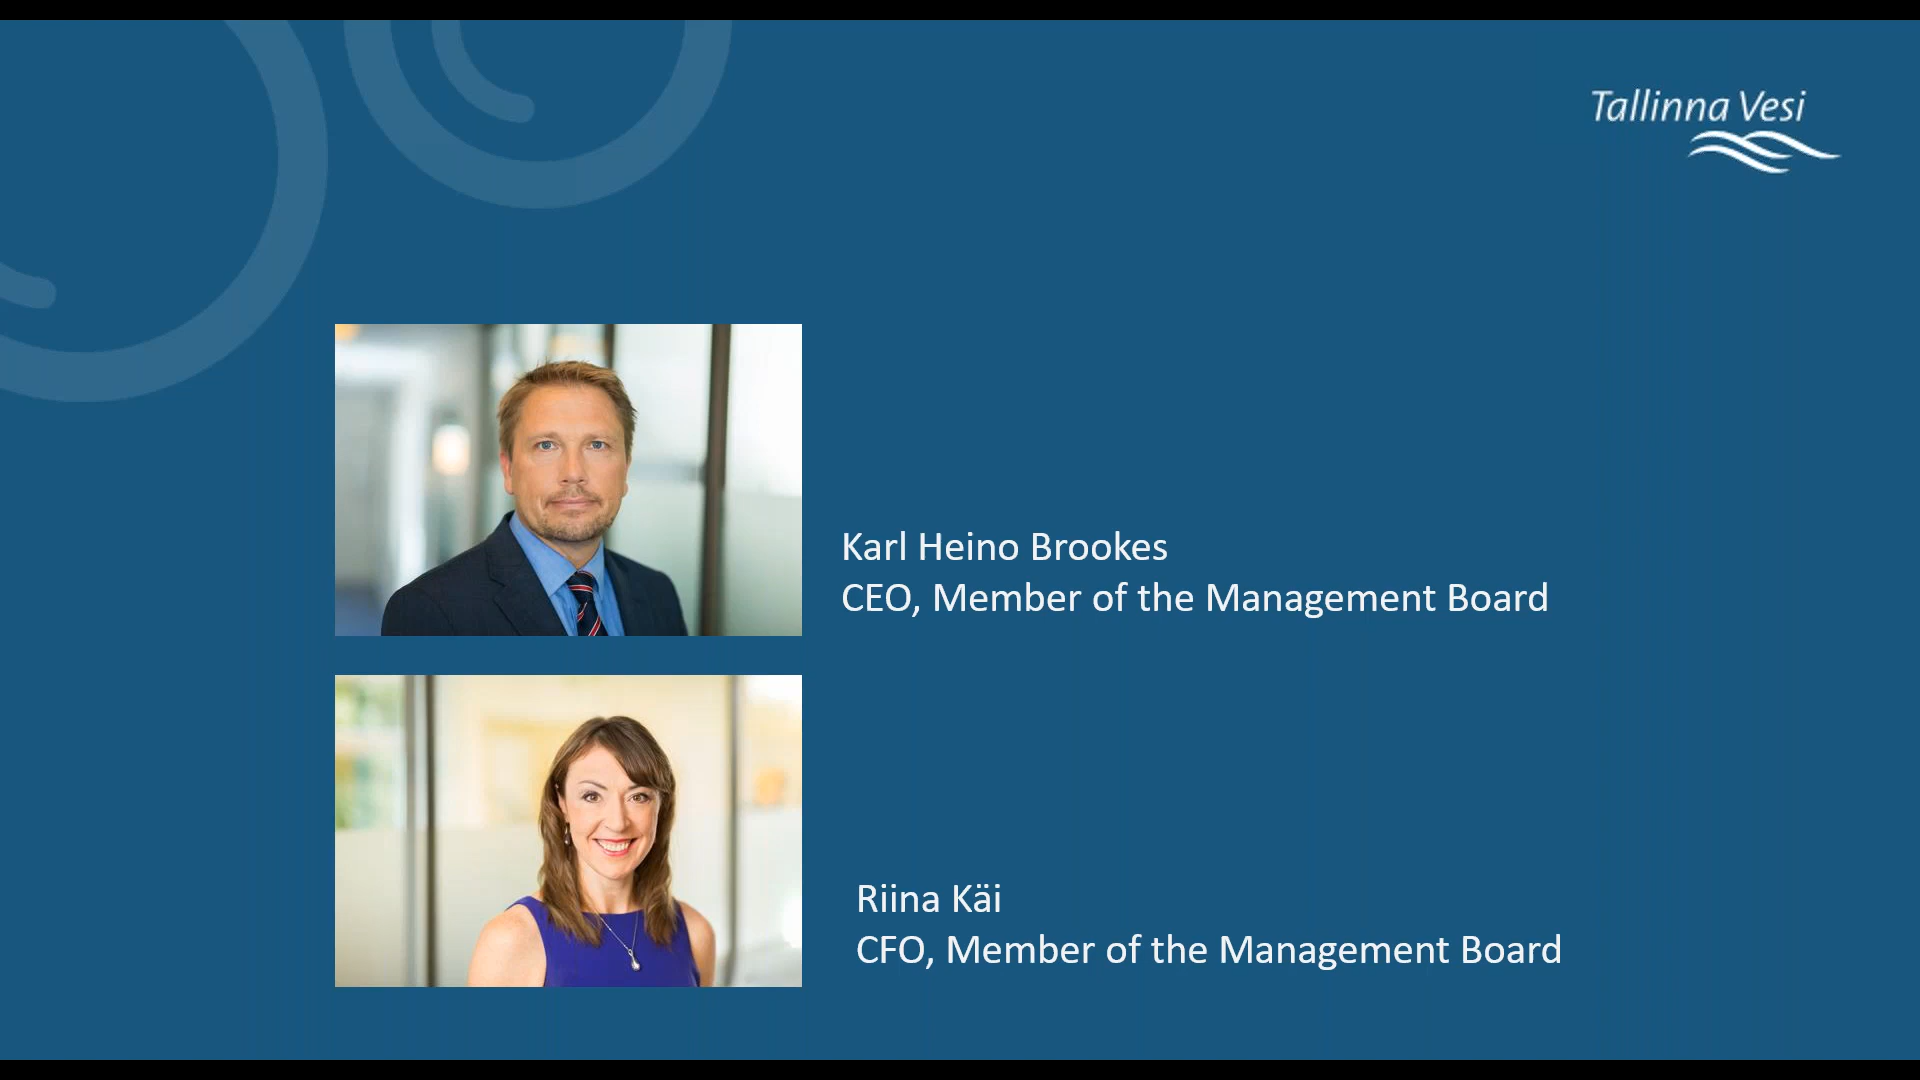 Tallinna Vesi
Karl Heino Brookes
CEO, Member of the Management Board
Riina Käi
CFO, Member of the Management Board